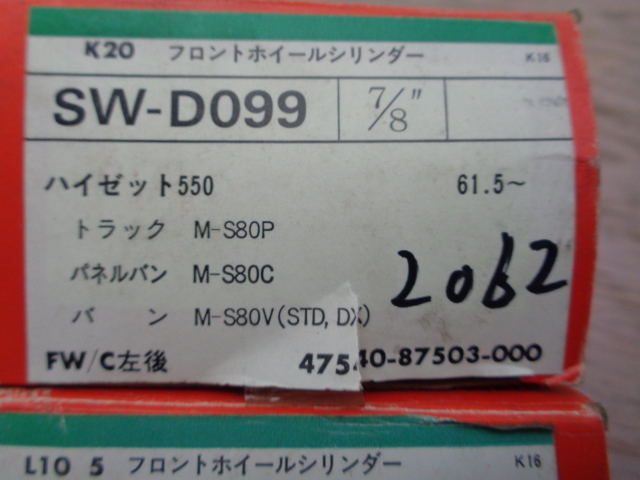 K20 フロントホイールシリンダー K16
SW-D099 7/8"
ハイゼット550 61.5～
トラック M-S80P
パネルバン M-S80C
2062
バン M-S80V(STD,DX)
FW/C左後 47540-87503-000
L10 5 フロントホイールシリンダー K16